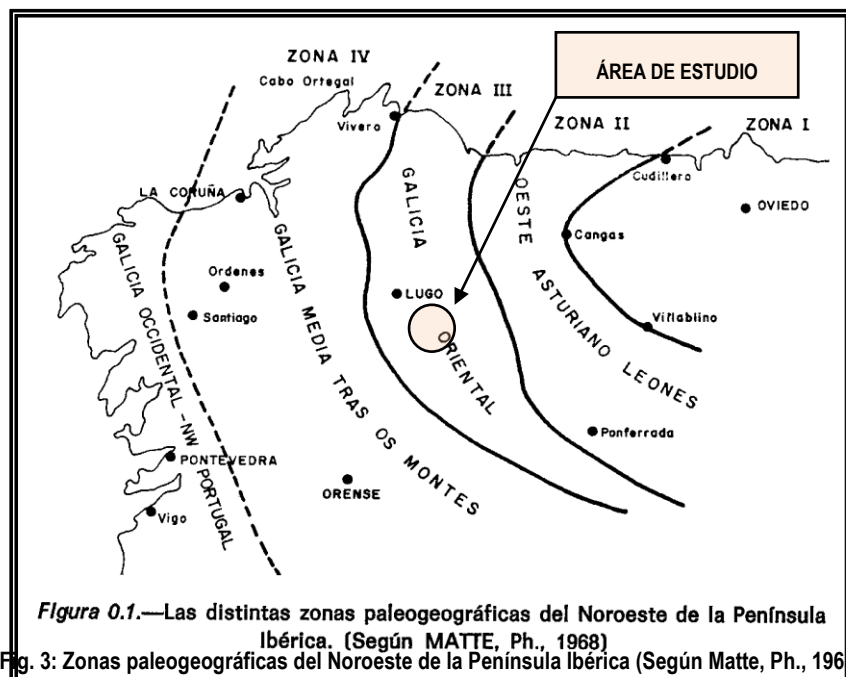 ZONA IV
Cabo Ortegal
ÁREA DE ESTUDIO
ZONA III
Vivero
ZONA II
ZONA I
Cudillero
LA CORUÑA
OVIEDO
GALICIA
ORIENTAL
OESTE ASTURIANO LEONES
Cangas
GALICIA OCCIDENTAL-NW PORTUGAL
GALICIA MEDIA TRAS OS MONTES
Ordenes
LUGO
Santiago
Villablino
Ponferrada
PONTEVEDRA
ORENSE
Vigo
Figura 0.1.—Las distintas zonas paleogeográficas del Noroeste de la Península
Ibérica. (Según MATTE, Ph., 1968)
Fig. 3: Zonas paleogeográficas del Noroeste de la Península Ibérica (Según Matte, Ph., 196